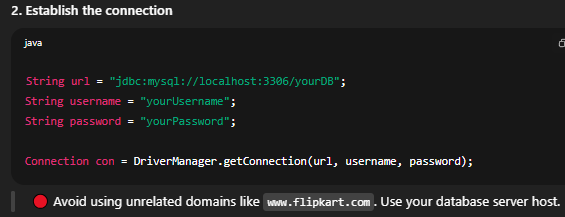 2. Establish the connection
java
String url = "jdbc:mysql://localhost:3306/yourDB";
String username = "yourUsername";
String password = "yourPassword";
Connection con = DriverManager.getConnection(url, username, password);
🔴 Avoid using unrelated domains like www.flipkart.com. Use your database server host.